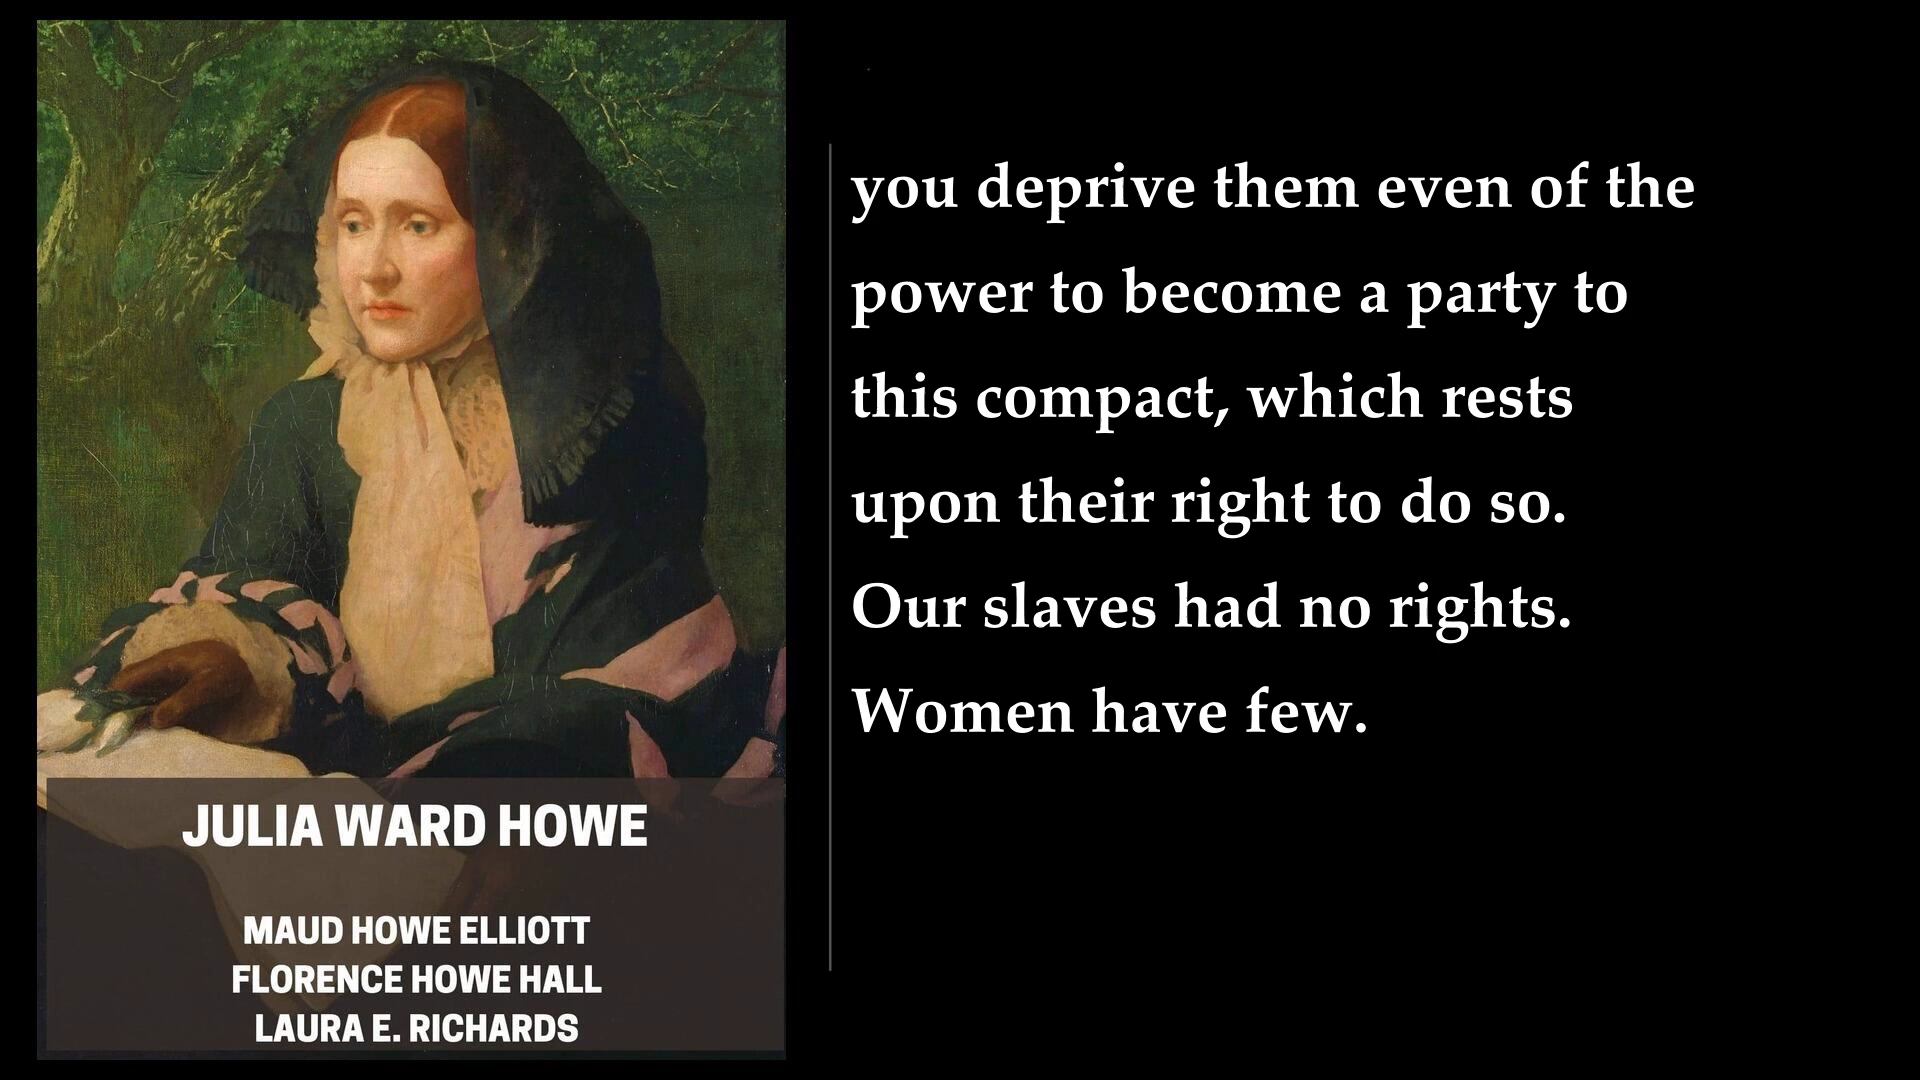 JULIA WARD HOWE
MAUD HOWE ELLIOTT
FLORENCE HOWE HALL
LAURA E. RICHARDS
you deprive them even of the
power to become a party to
this compact, which rests
upon their right to do so.
Our slaves had no rights.
Women have few.